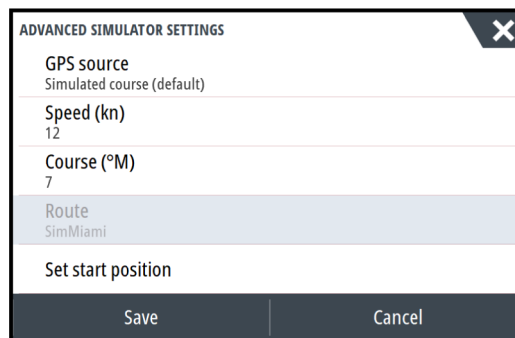 ADVANCED SIMULATOR SETTINGS
GPS source
Simulated course (default)
Speed (kn)
12
Course (°M)
7
Route
SimMiami
Set start position
Save
Cancel